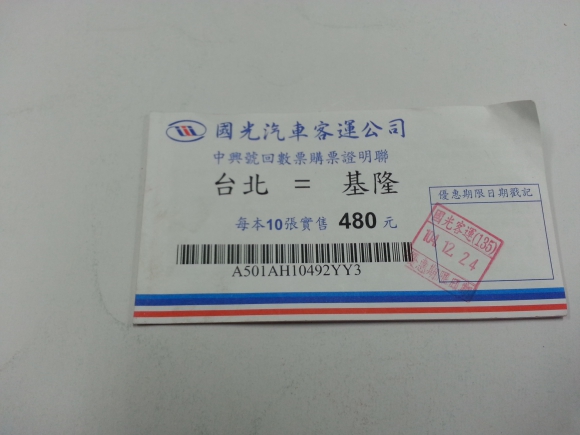 國光汽車客運公司
中興號回數票購票證明聯
台北 = 基隆
每本10張實售 480 元
A501AH10492YY3
優惠期限日期戳記
國光客運(135)
104.12.24